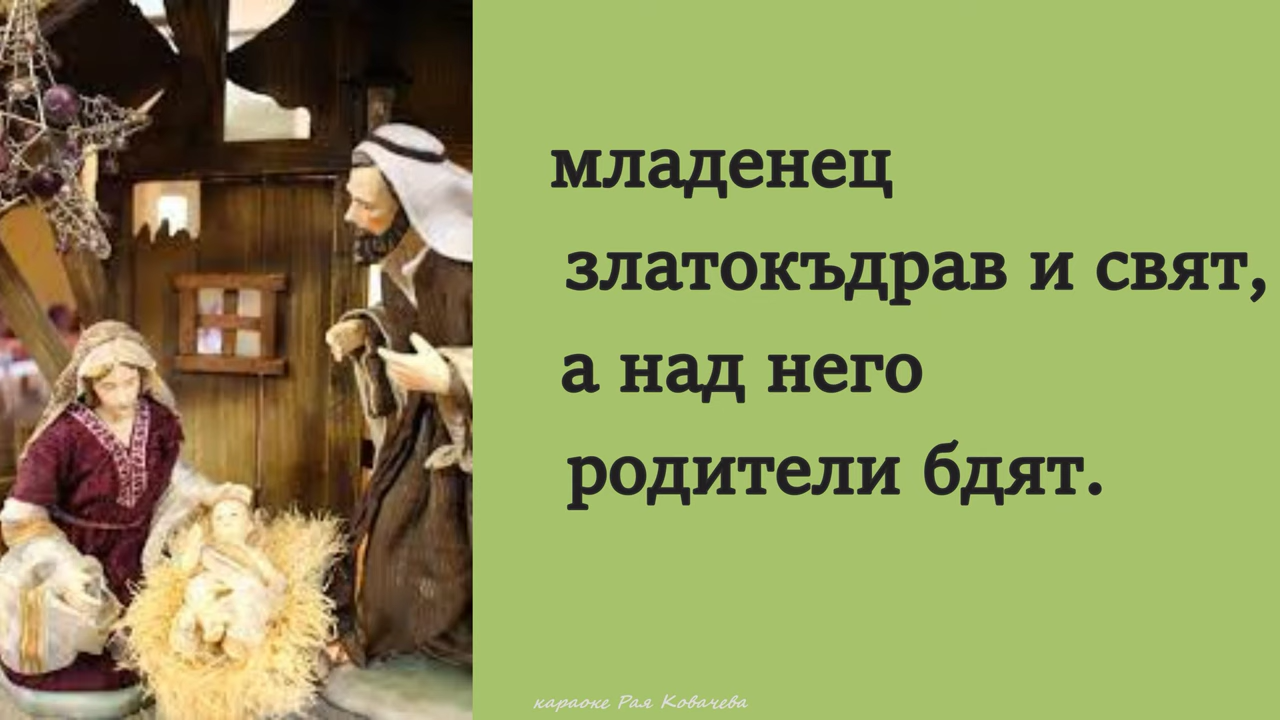 младенец
златокъдрав и свят,
а над него
родители бдят.
караоке Рая Ковачева